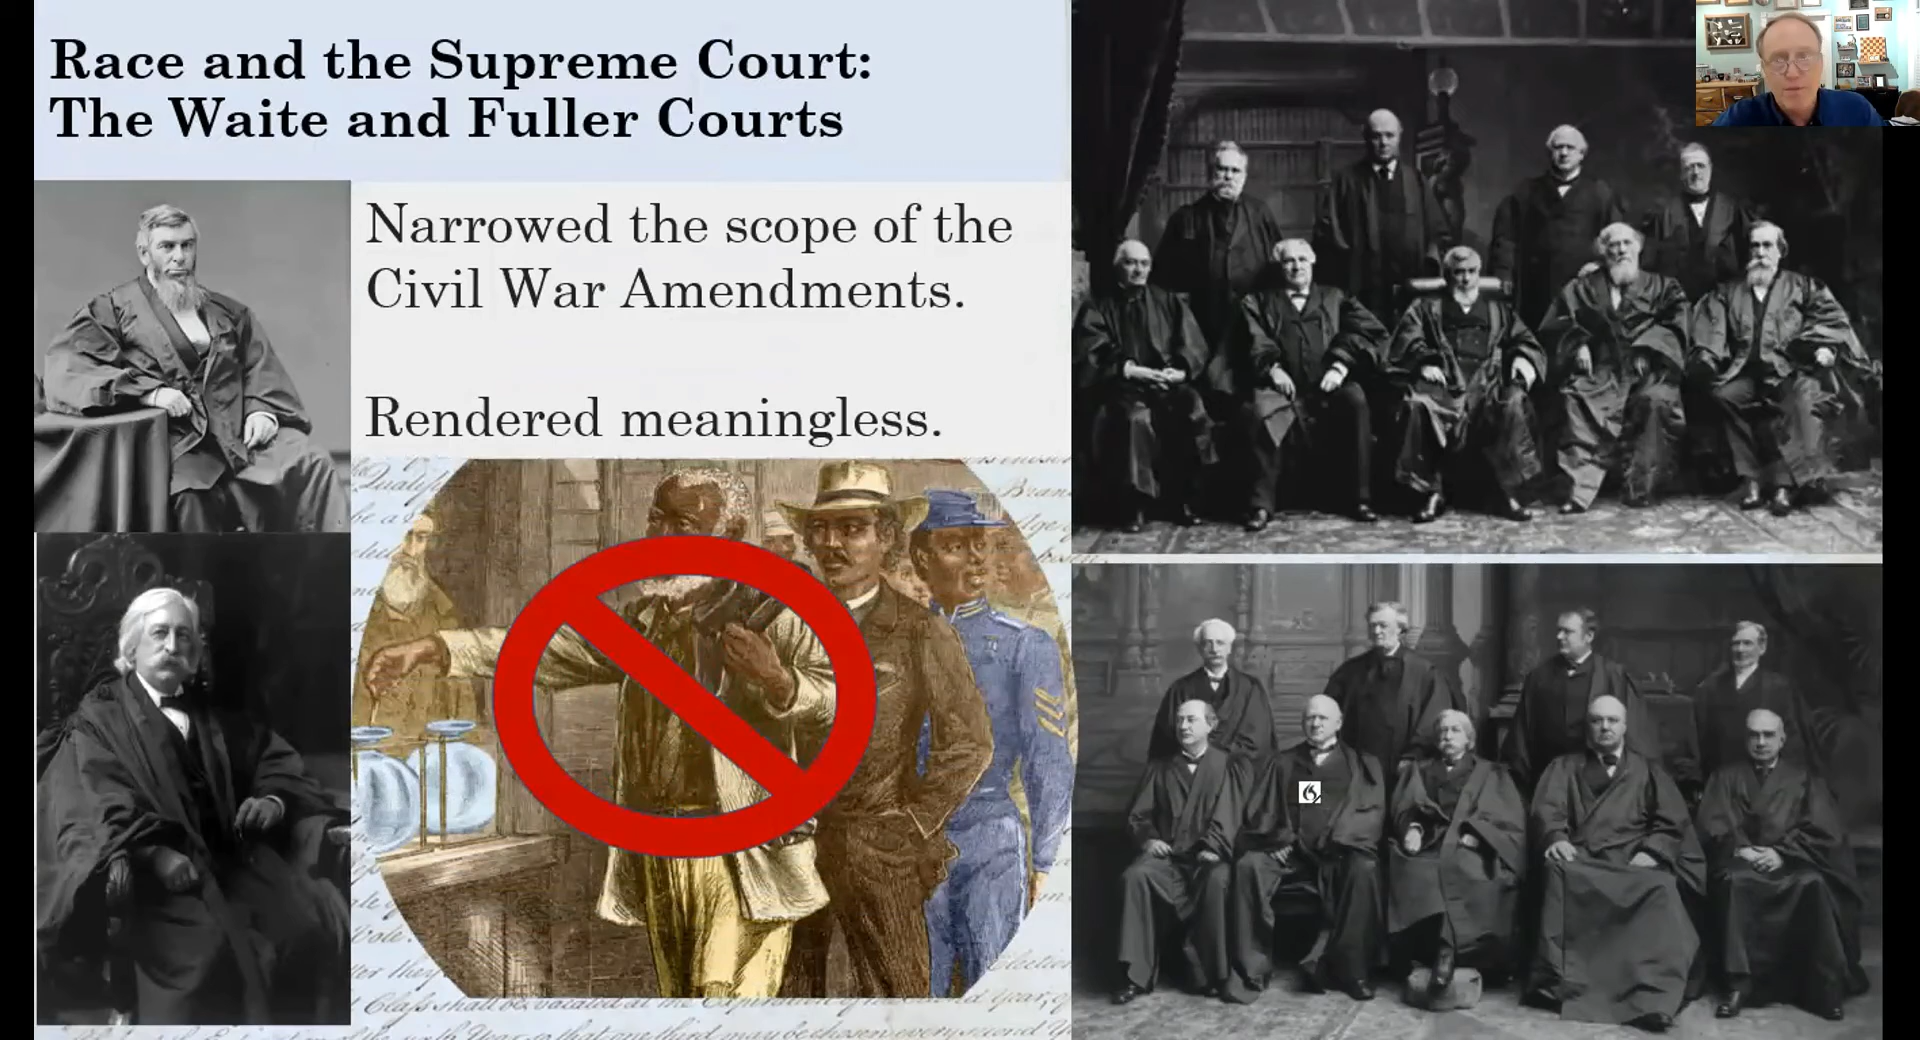 Race and the Supreme Court:
The Waite and Fuller Courts
Narrowed the scope of the
Civil War Amendments.
Rendered meaningless.